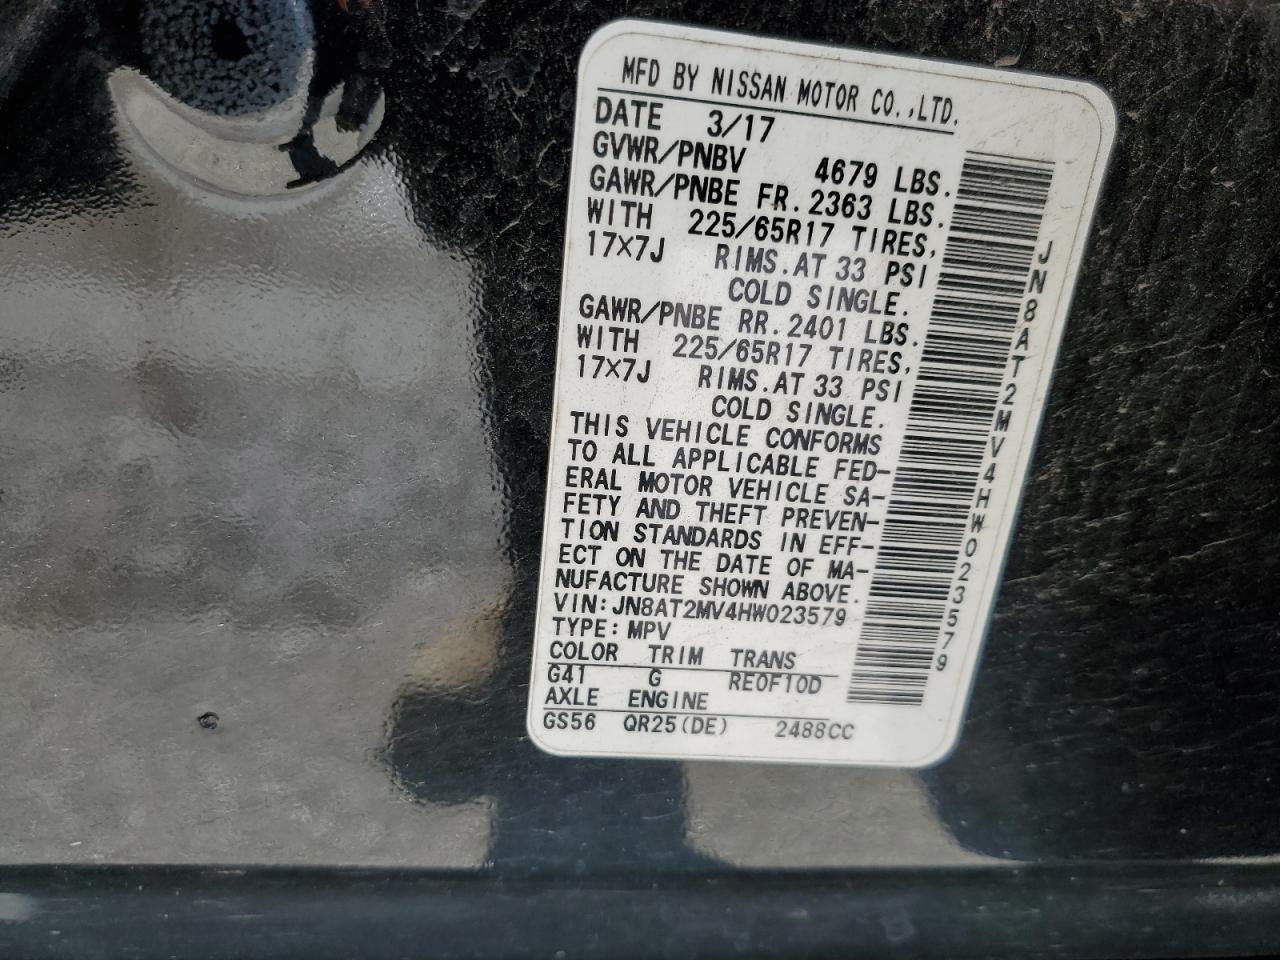 MFD BY NISSAN MOTOR CO.,LTD.
DATE 3/17
GVWR/PNBV 4679 LBS.
GAWR/PNBE FR. 2363 LBS.
WITH 225/65R17 TIRES,
17×7J RIMS.AT 33 PSI
COLD SINGLE.
GAWR/PNBE RR. 2401 LBS.
WITH 225/65R17 TIRES,
17×7J RIMS.AT 33 PSI
COLD SINGLE.
THIS VEHICLE CONFORMS
TO ALL APPLICABLE FED-
ERAL MOTOR VEHICLE SA-
FETY AND THEFT PREVEN-
TION STANDARDS IN EFF-
ECT ON THE DATE OF MA-
NUFACTURE SHOWN ABOVE.
VIN:JN8AT2MV4HW023579
TYPE:MPV
COLOR TRIM TRANS
G41 G RE0F10D
AXLE ENGINE
GS56 QR25(DE) 2488CC
JN8AT2MV4HW023579